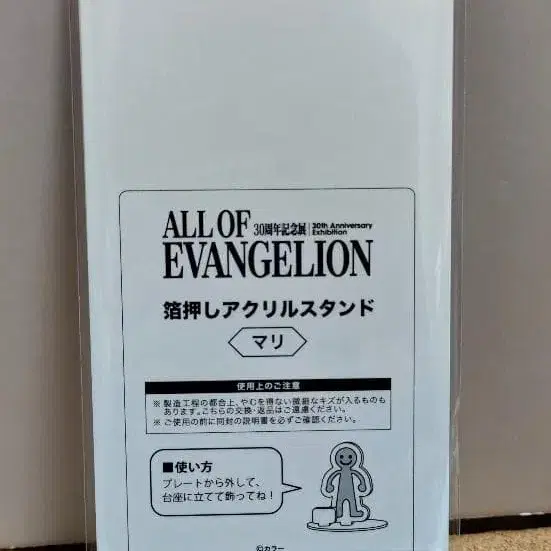 ALL OF 30周年記念展 30th Anniversary Exhibition
EVANGELION
箔押しアクリルスタンド
マリ
使用上のご注意
※ 製造工程の都合上、やむを得ない微細なキズが入るものも
あります。こちらの交換・返品はご遠慮ください。
※ ご使用の前に同封の説明書を必ずご確認ください。
■使い方
プレートから外して、
台座に立てて飾ってね！
©カラー